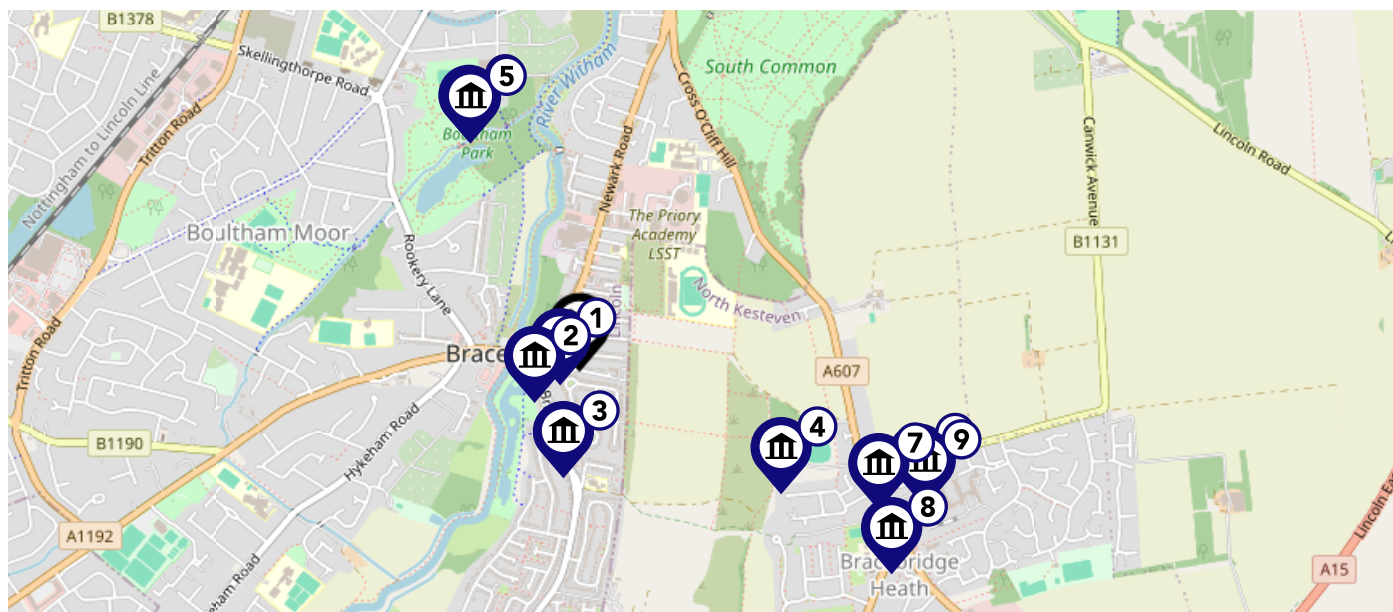 B1378
Skellingthorpe Road
Nottingham to Lincoln Line
Tritton Road
5
Park
River Witham
South Common
Cross O'Cliff Hill
Newark Road
Canwick Avenue
Lincoln Road
The Priory
Academy
LSST
Boultham Moor
Rookery Lane
B1131
North Kesteven
Lincoln
1
2
Tritton Road
A607
3
4
B1190
Hykeham Road
7
9
8
A1192
Heath
A15